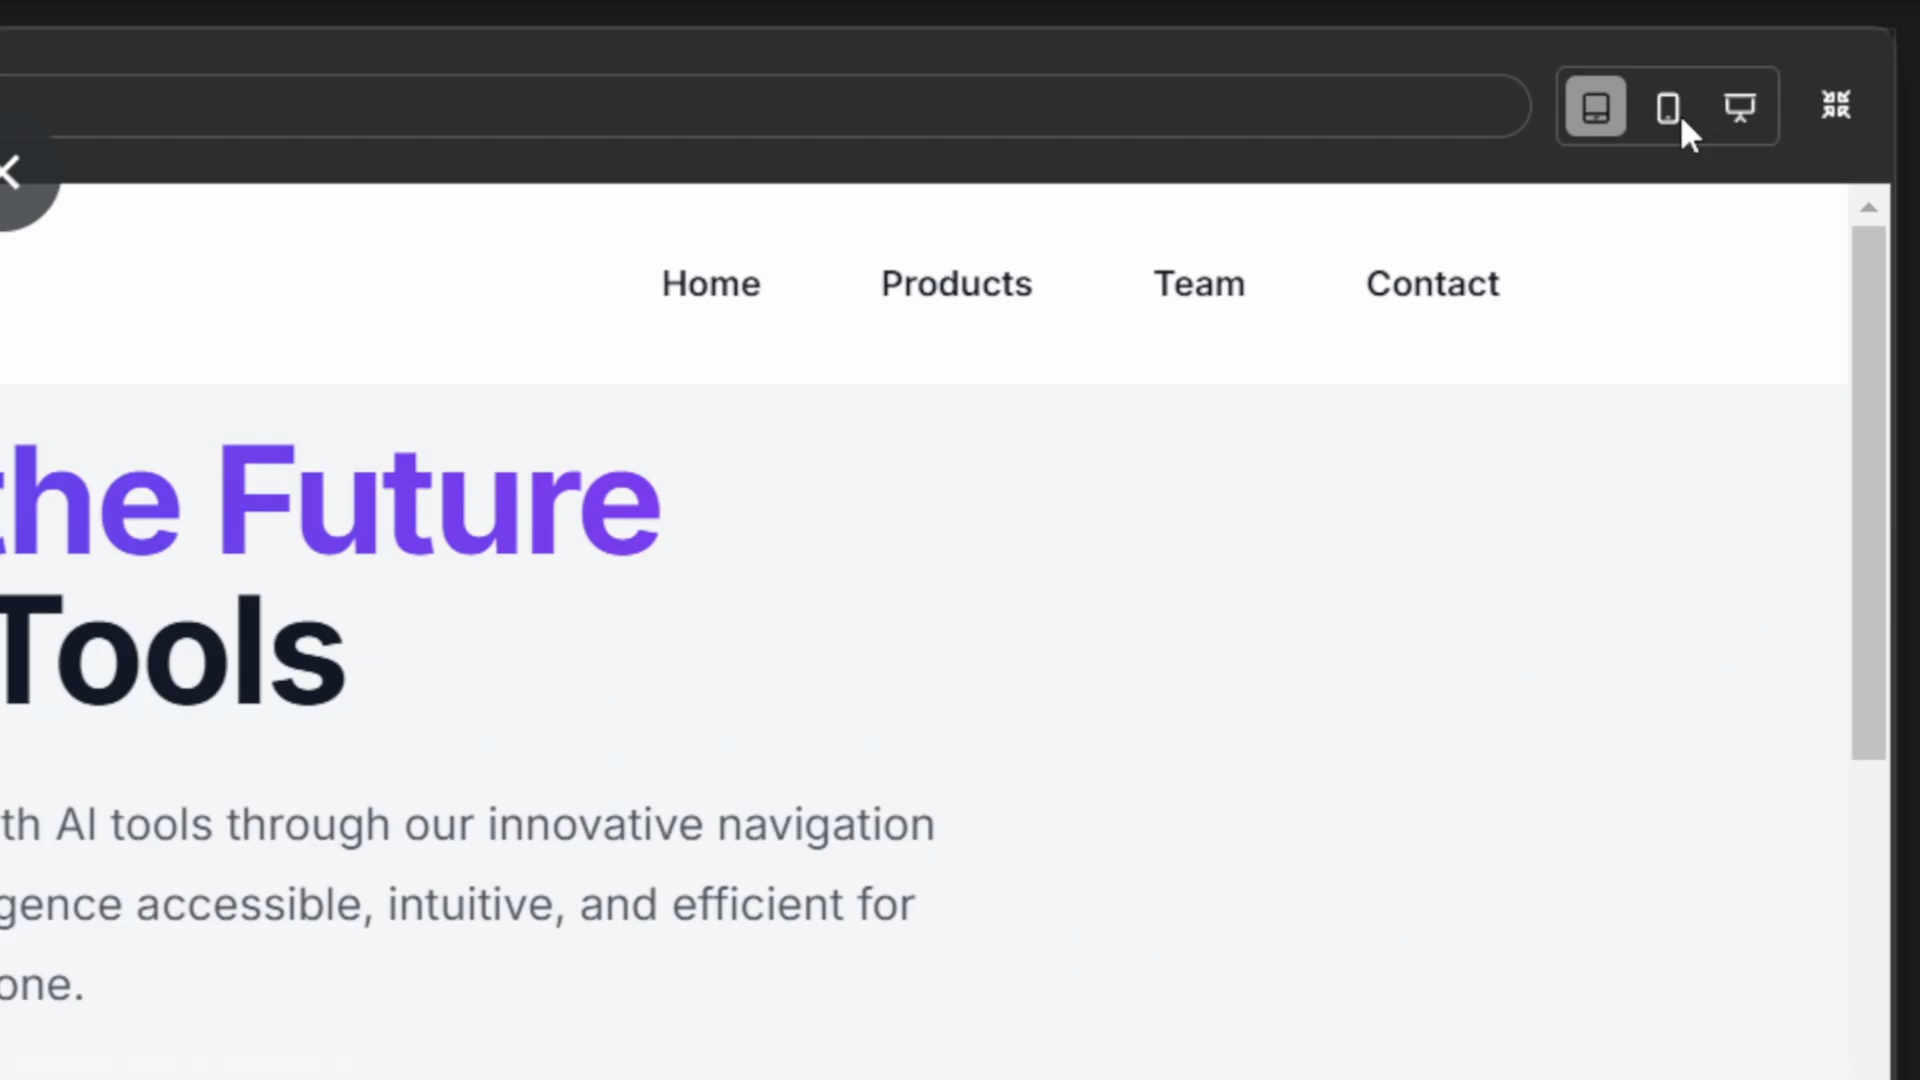 Home Products Team Contact
the Future
Tools
th AI tools through our innovative navigation
gence accessible, intuitive, and efficient for
one.